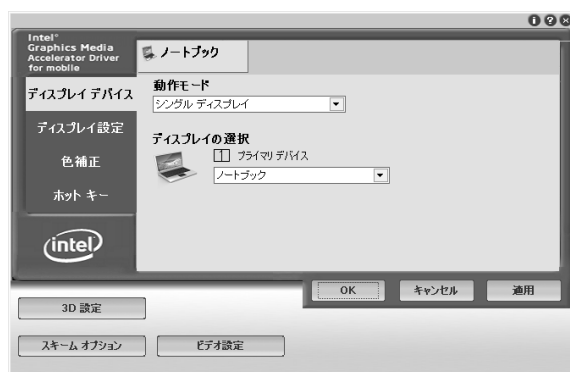 Intel®
Graphics Media
Accelerator Driver
for mobile
ノートブック
ディスプレイ デバイス
ディスプレイ設定
色補正
ホット キー
intel
動作モード
シングル ディスプレイ
ディスプレイの選択
1 プライマリ デバイス
ノートブック
OK
キャンセル
適用
3D 設定
スキーム オプション
ビデオ設定